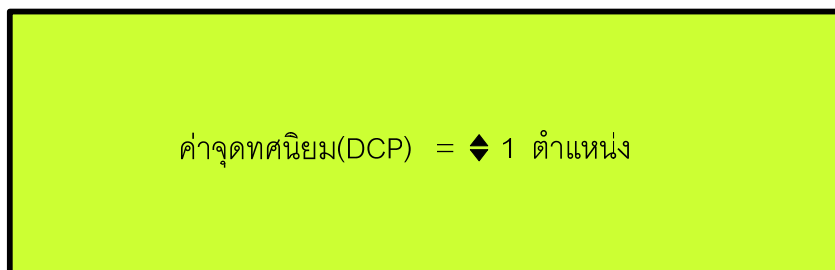 ค่าจุดทศนิยม(DCP) = ♦ 1 ตำแหน่ง